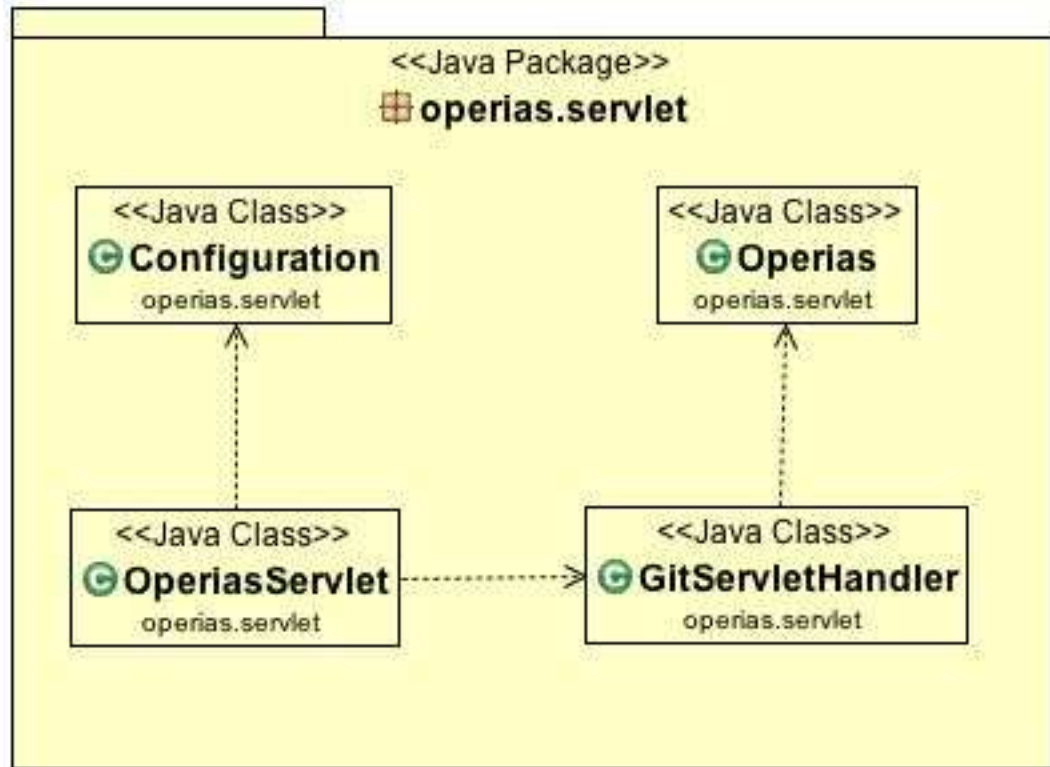 <<Java Package>>
operias.servlet
<<Java Class>>
Configuration
operias.servlet
<<Java Class>>
Operias
operias.servlet
<<Java Class>>
OperiasServlet
operias.servlet
<<Java Class>>
GitServletHandler
operias.servlet